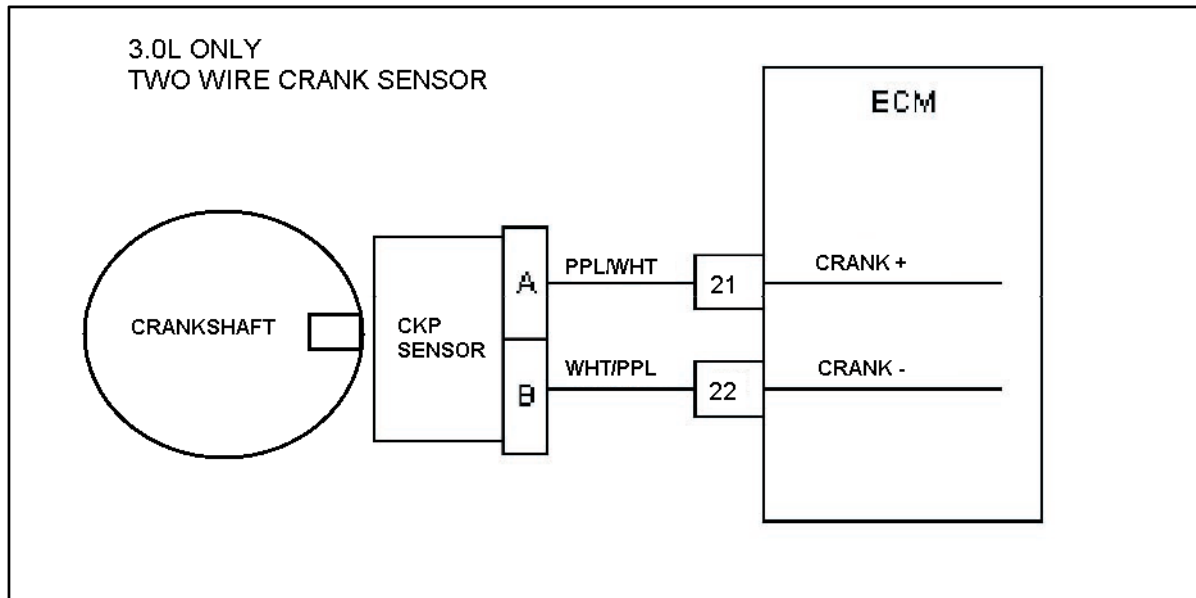 3.0L ONLY
TWO WIRE CRANK SENSOR
ECM
CRANKSHAFT
CKP
SENSOR
A
PPL/WHT
21
CRANK +
B
WHT/PPL
22
CRANK -